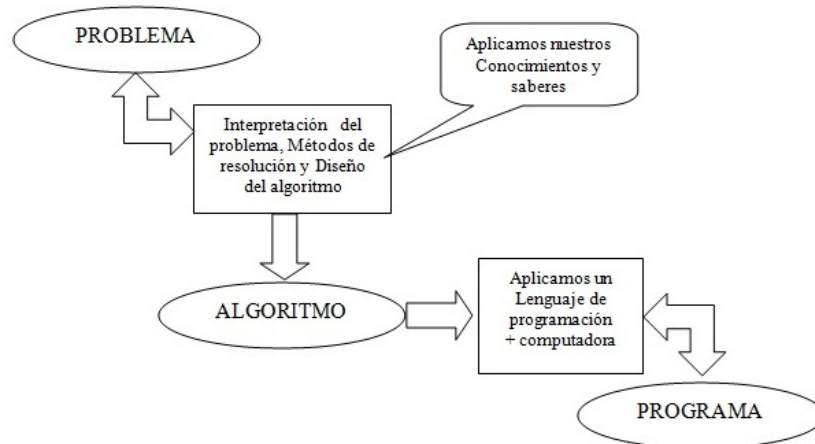 PROBLEMA
Aplicamos nuestros
Conocimientos y
saberes
Interpretación del
problema, Métodos de
resolución y Diseño
del algoritmo
ALGORITMO
Aplicamos un
Lenguaje de
programación
+ computadora
PROGRAMA